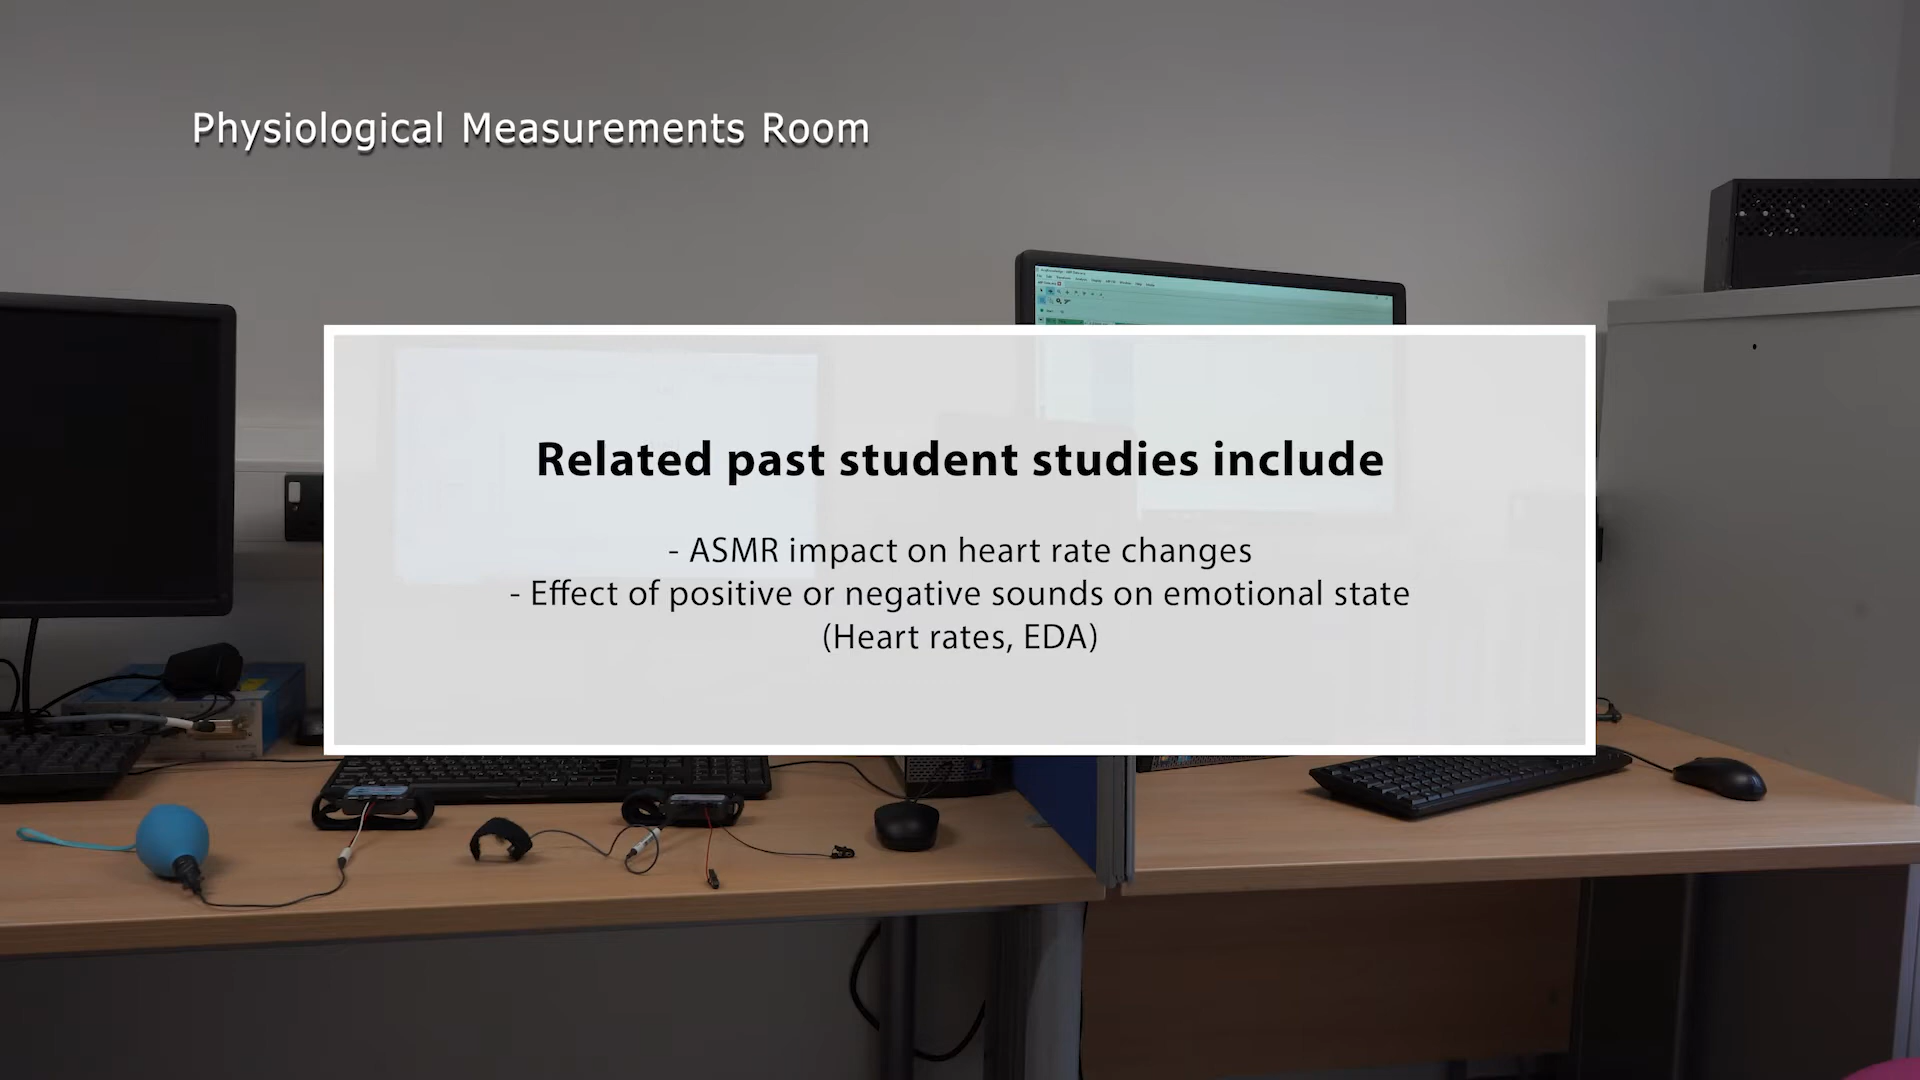 Physiological Measurements Room
Related past student studies include
- ASMR impact on heart rate changes
- Effect of positive or negative sounds on emotional state
(Heart rates, EDA)